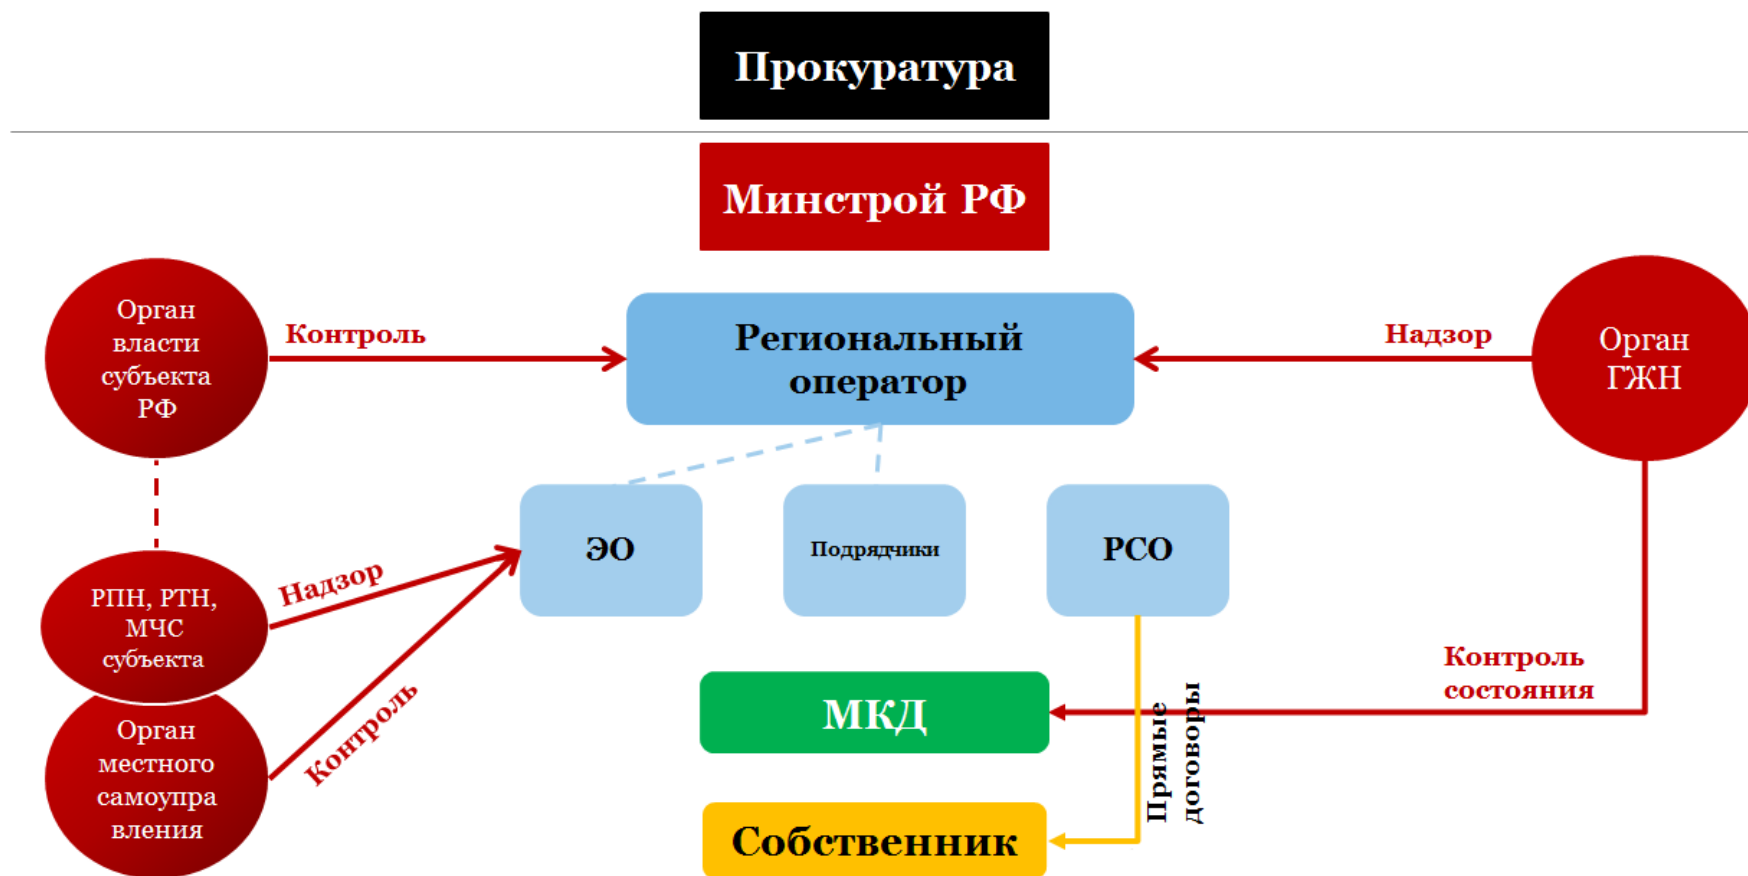 Прокуратура
Минстрой РФ
Орган
власти
субъекта
РФ
Контроль
Региональный
оператор
Надзор
Орган
ГЖН
ЭО
Подрядчики
РСО
РПН, РТН,
МЧС
субъекта
Надзор
Контроль
Орган
местного
самоупра
вления
МКД
Контроль
состояния
Прямые
договоры
Собственник